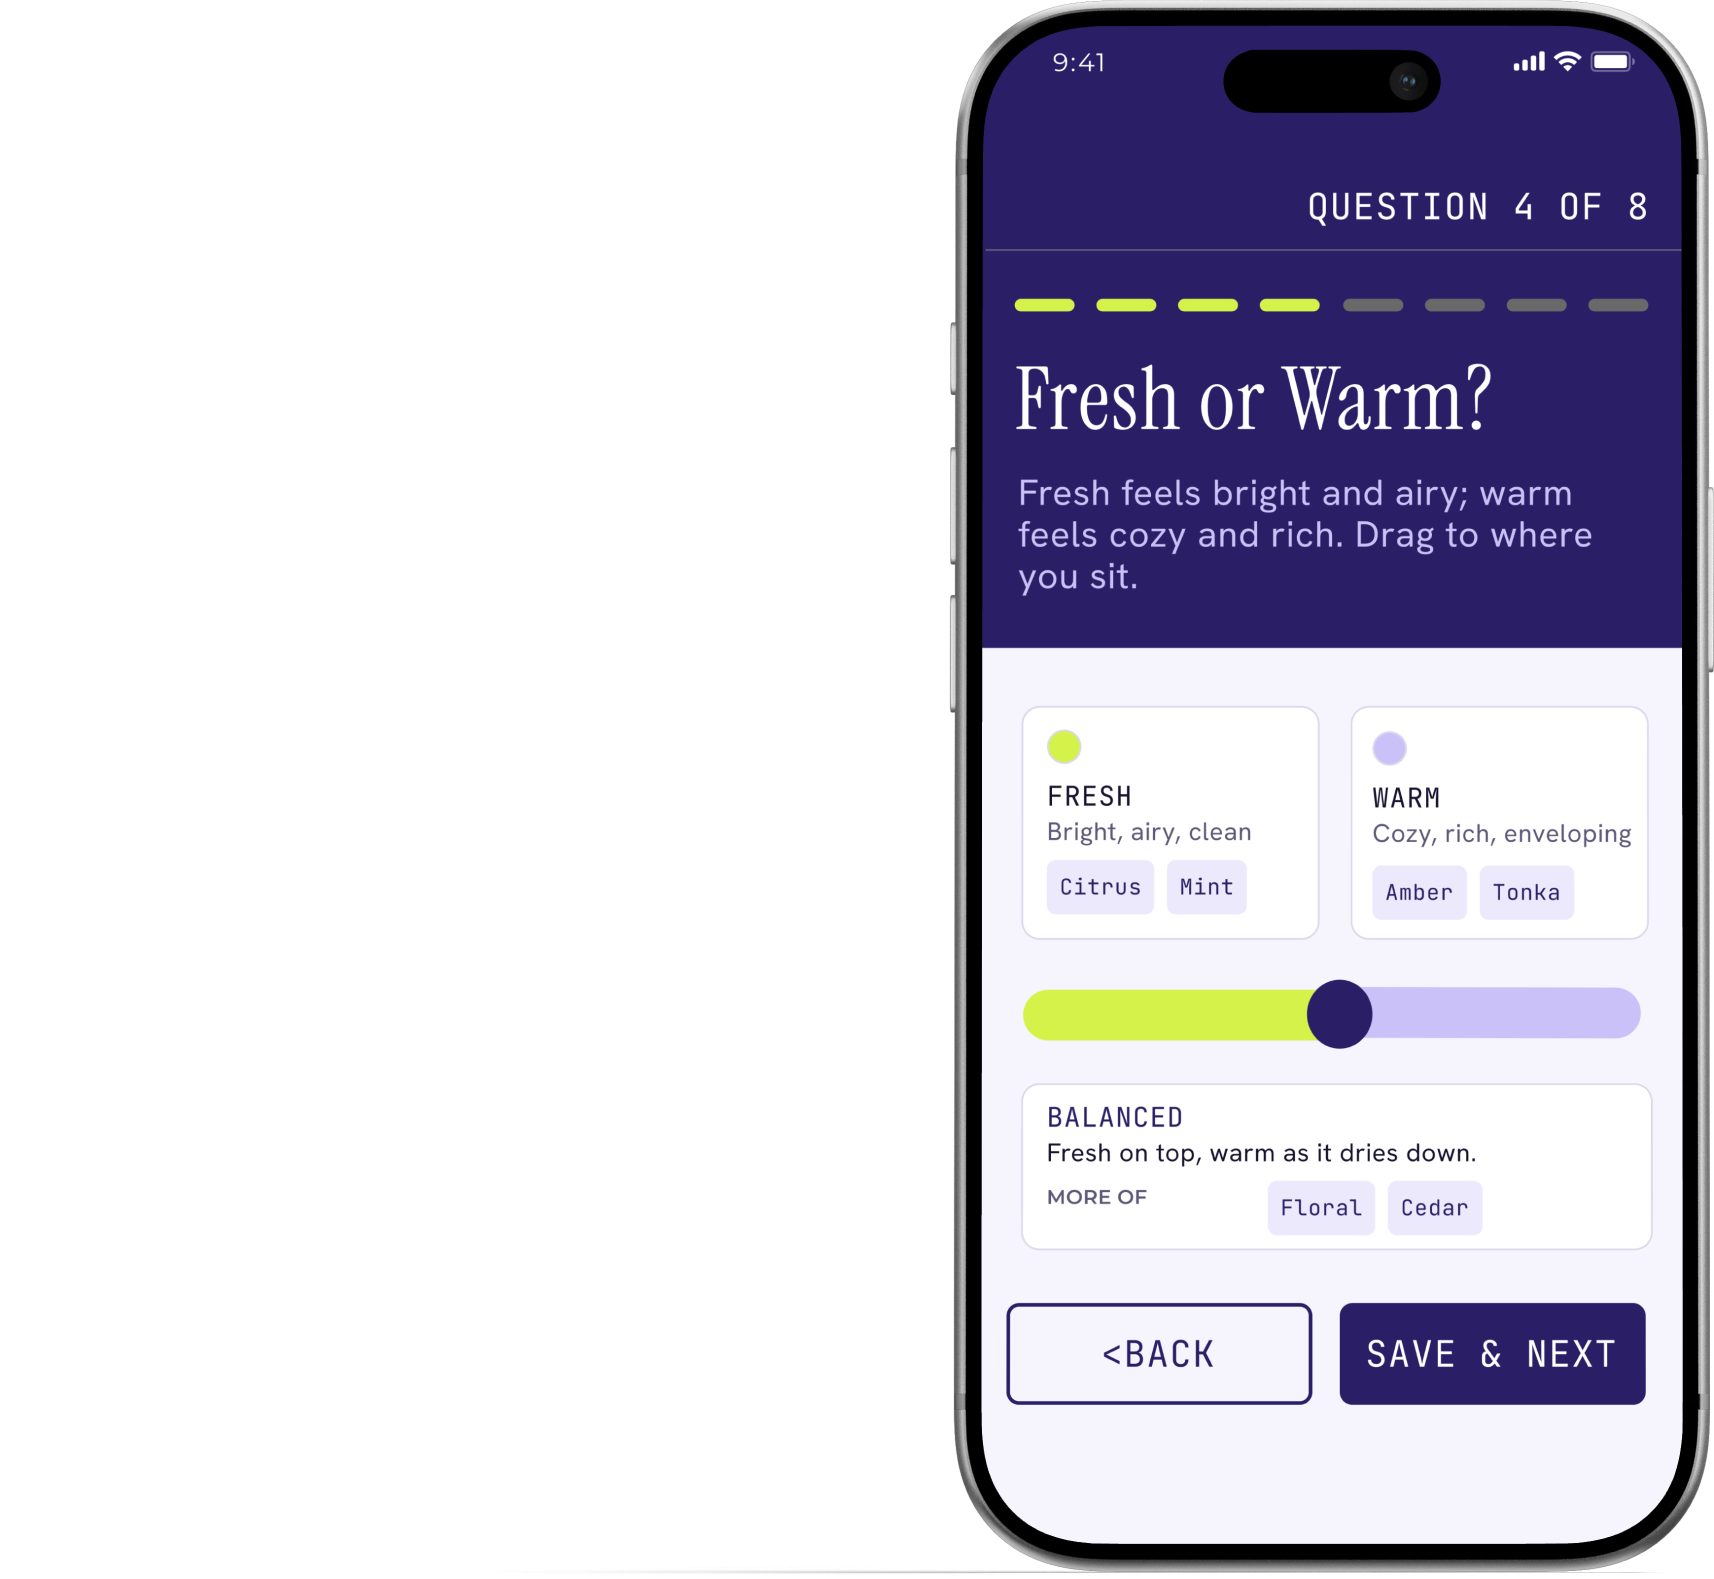 9:41
QUESTION 4 OF 8
Fresh or Warm?
Fresh feels bright and airy; warm
feels cozy and rich. Drag to where
you sit.
FRESH
Bright, airy, clean
Citrus Mint
WARM
Cozy, rich, enveloping
Amber Tonka
BALANCED
Fresh on top, warm as it dries down.
MORE OF Floral Cedar
<BACK
SAVE & NEXT